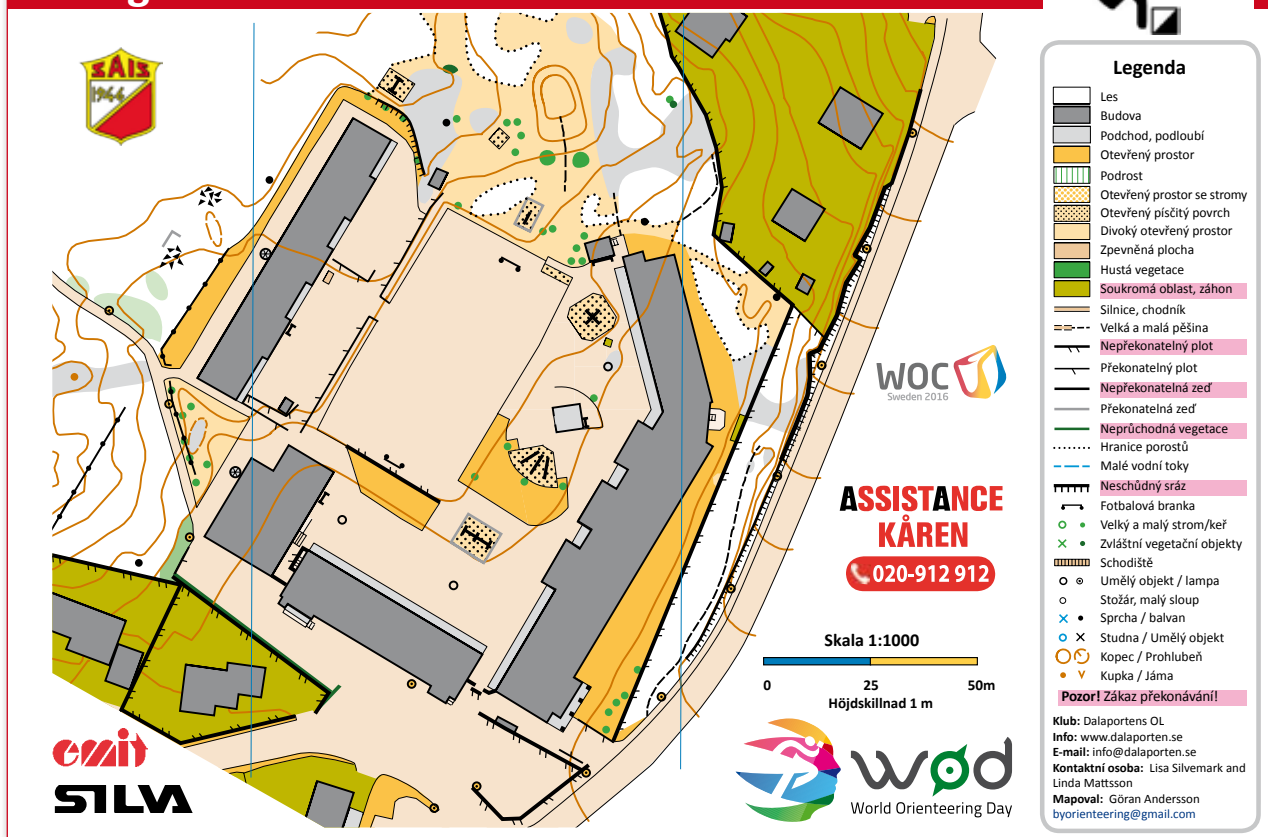 SAIS
1944
WOC
Sweden 2016
ASSISTANCE
KÅREN
020-912 912
Skala 1:1000
0 25 50m
Höjdskillnad 1 m
emit
SILVA
wod
World Orienteering Day
Legenda
Les
Budova
Podchod, podloubí
Otevřený prostor
Podrost
Otevřený prostor se stromy
Otevřený písčitý povrch
Divoký otevřený prostor
Zpevněná plocha
Hustá vegetace
Soukromá oblast, záhon
Silnice, chodník
Velká a malá pěšina
Nepřekonatelný plot
Překonatelný plot
Nepřekonatelná zeď
Překonatelná zeď
Neprůchodná vegetace
Hranice porostů
Malé vodní toky
Neschůdný sráz
Fotbalová branka
Velký a malý strom/keř
Zvláštní vegetační objekty
Schodiště
Umělý objekt / lampa
Stožár, malý sloup
Sprcha / balvan
Studna / Umělý objekt
Kopec / Prohlubeň
Kupka / Jáma
Pozor! Zákaz překonávání!
Klub: Dalaportens OL
Info: www.dalaporten.se
E-mail: info@dalaporten.se
Kontaktní osoba: Lisa Silvemark and
Linda Mattsson
Mapoval: Göran Andersson
byorienteering@gmail.com